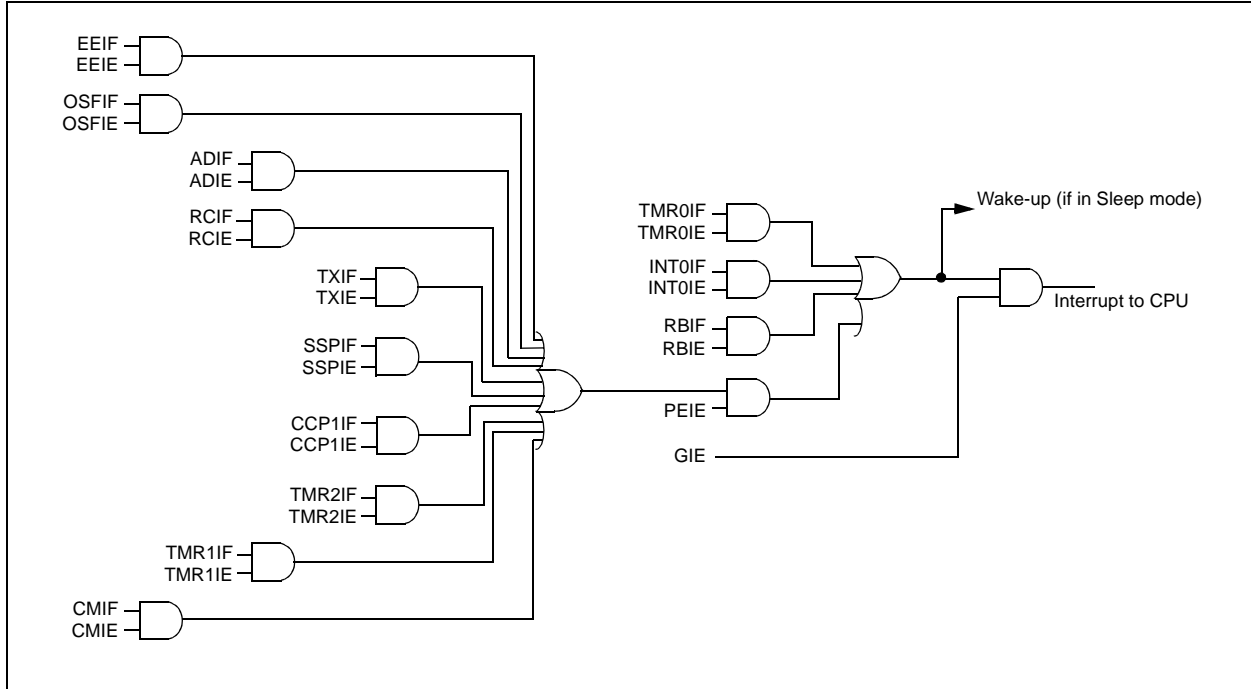 EEIF
EEIE
OSFIF
OSFIE
ADIF
ADIE
RCIF
RCIE
TXIF
TXIE
SSPIF
SSPIE
CCP1IF
CCP1IE
TMR2IF
TMR2IE
TMR1IF
TMR1IE
CMIF
CMIE
TMR0IF
TMR0IE
INT0IF
INT0IE
RBIF
RBIE
PEIE
GIE
Wake-up (if in Sleep mode)
Interrupt to CPU